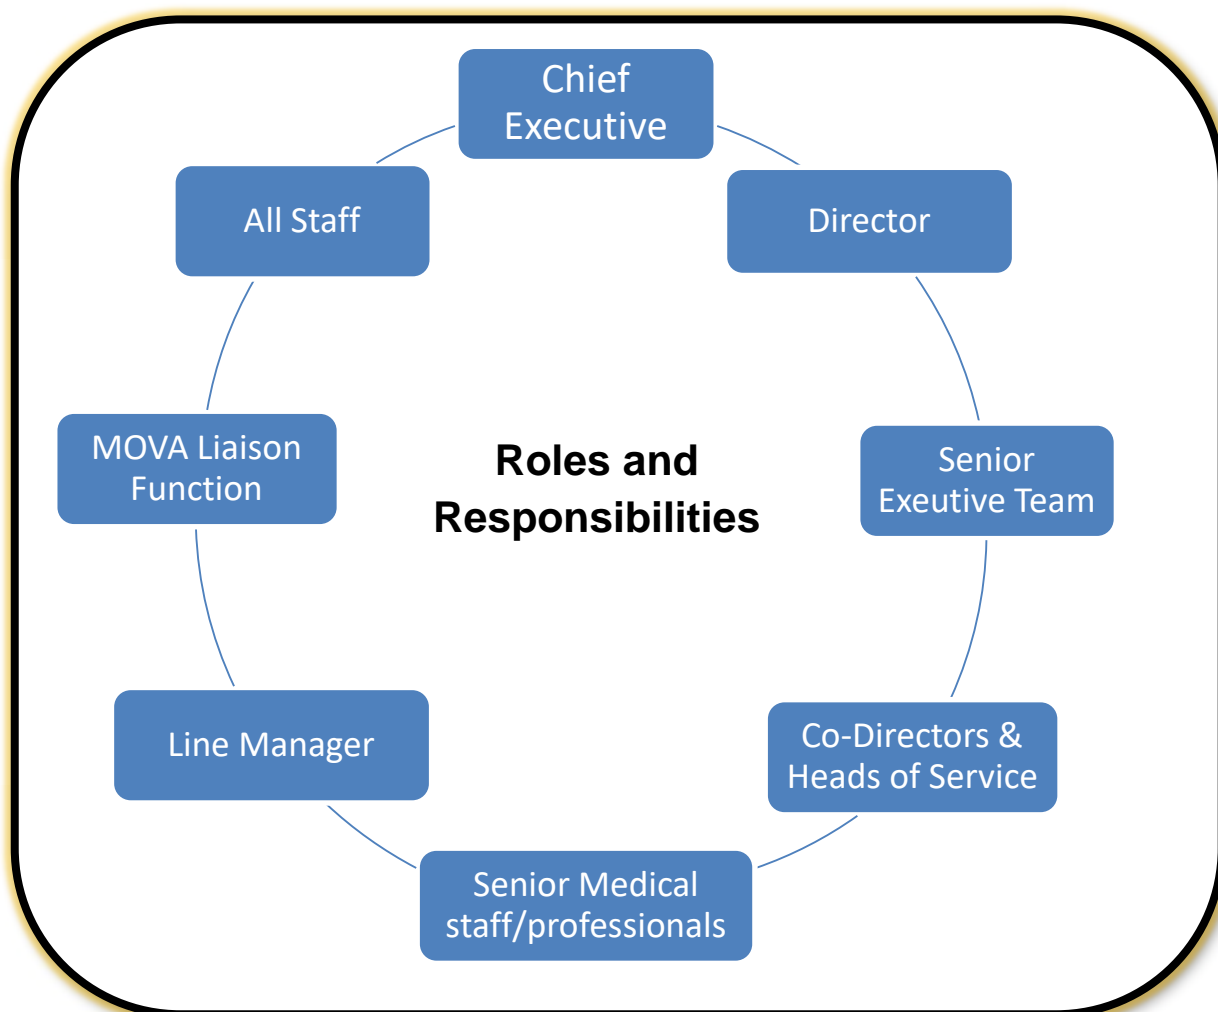 Chief
Executive
Director
Senior
Exeutive Team
Co-Directors &
Heads of Service
Senior Medical
staff/professionals
Line Manager
MOVA Liaison
Function
All Staff
Roles and
Responsibilities